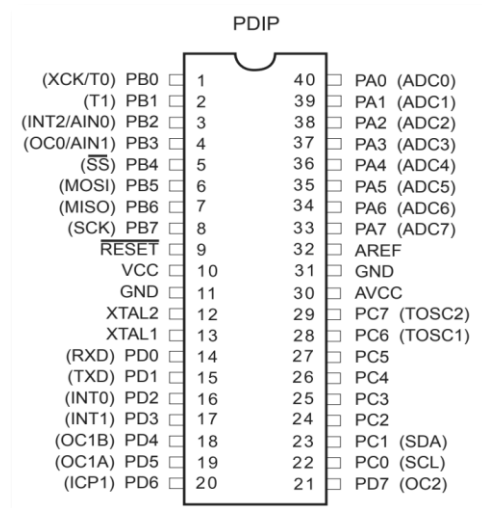 PDIP
(XCK/T0) PB0 1 40 PA0 (ADC0)
(T1) PB1 2 39 PA1 (ADC1)
(INT2/AIN0) PB2 3 38 PA2 (ADC2)
(OC0/AIN1) PB3 4 37 PA3 (ADC3)
(SS) PB4 5 36 PA4 (ADC4)
(MOSI) PB5 6 35 PA5 (ADC5)
(MISO) PB6 7 34 PA6 (ADC6)
(SCK) PB7 8 33 PA7 (ADC7)
RESET 9 32 AREF
VCC 10 31 GND
GND 11 30 AVCC
XTAL2 12 29 PC7 (TOSC2)
XTAL1 13 28 PC6 (TOSC1)
(RXD) PD0 14 27 PC5
(TXD) PD1 15 26 PC4
(INT0) PD2 16 25 PC3
(INT1) PD3 17 24 PC2
(OC1B) PD4 18 23 PC1 (SDA)
(OC1A) PD5 19 22 PC0 (SCL)
(ICP1) PD6 20 21 PD7 (OC2)